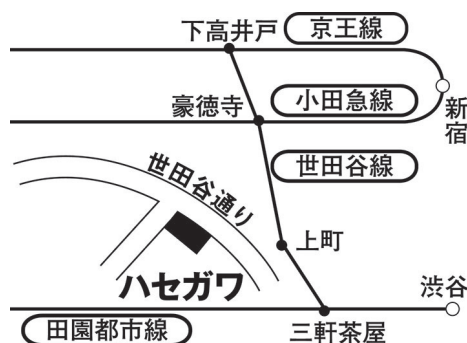 下高井戸
京王線
豪徳寺
小田急線
新宿
世田谷線
世田谷通り
上町
ハセガワ
渋谷
田園都市線
三軒茶屋